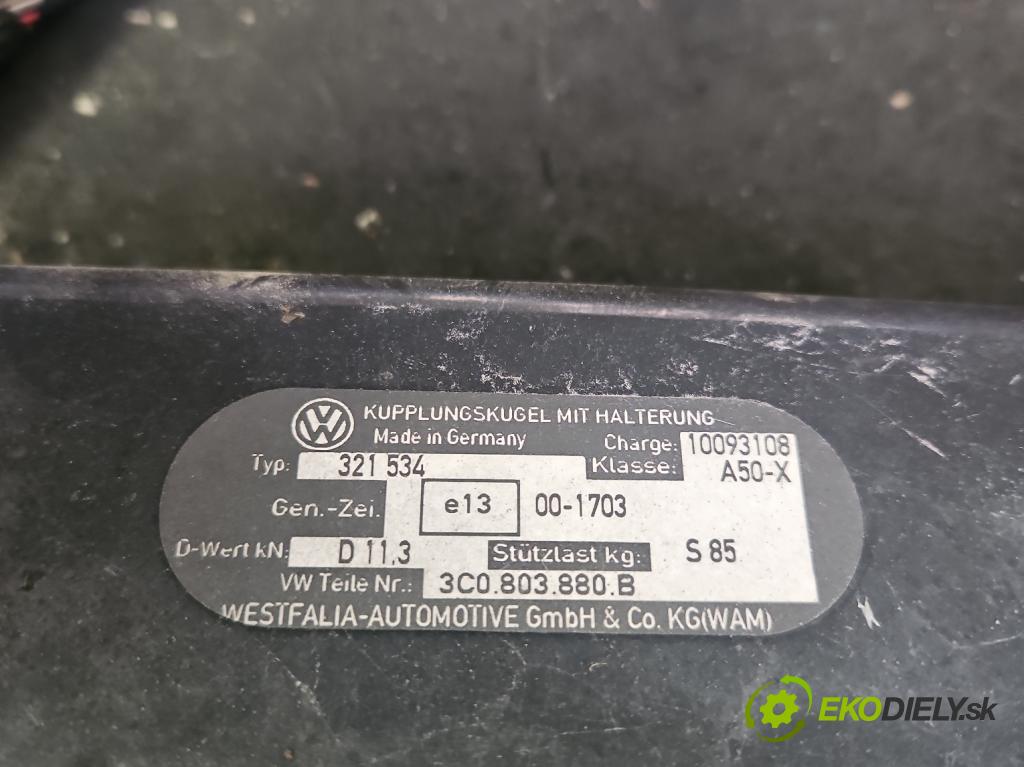 KUPPLUNGSKUGEL MIT HALTERUNG
Made in Germany Charge: 10093108
Typ: 321 534 Klasse: A50-X
Gen.-Zei. e13 00-1703
D-Wert kN: D 11,3 Stützlast kg: S 85
VW Teile Nr.: 3C0.803.880.B
WESTFALIA-AUTOMOTIVE GmbH & Co. KG(WAM)
EKODIELY.sk